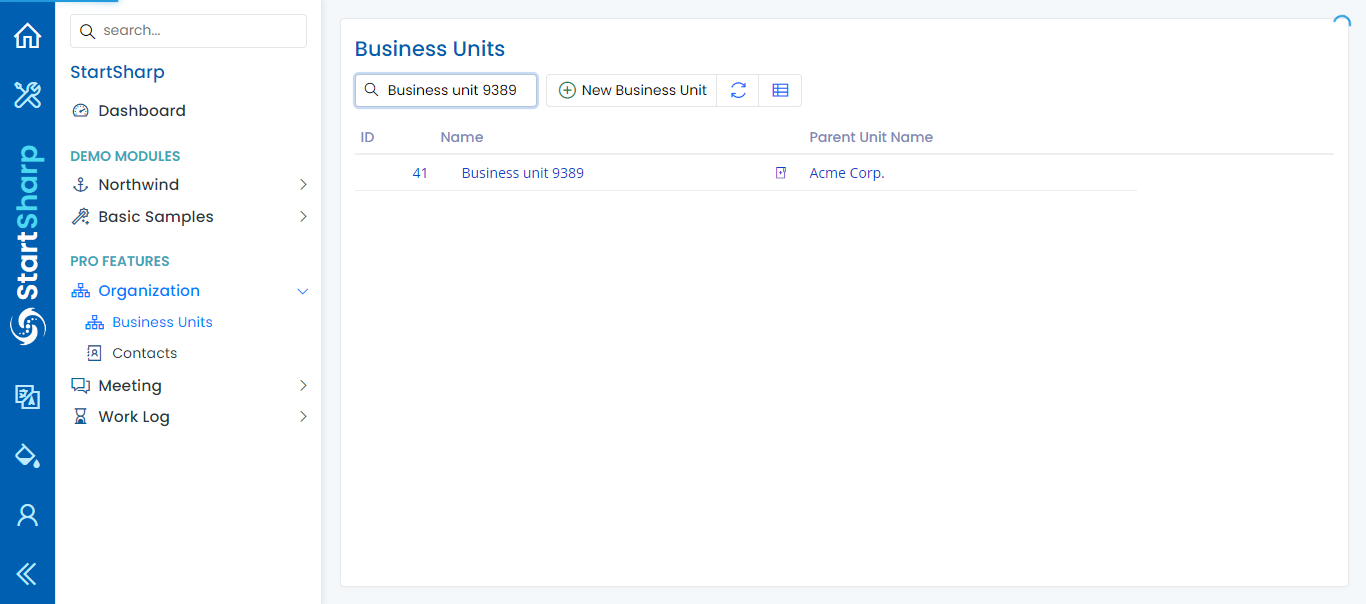 StartSharp
search...
StartSharp
Dashboard
DEMO MODULES
Northwind
Basic Samples
PRO FEATURES
Organization
Business Units
Contacts
Meeting
Work Log
Business Units
Business unit 9389 New Business Unit
ID Name Parent Unit Name
41 Business unit 9389 Acme Corp.